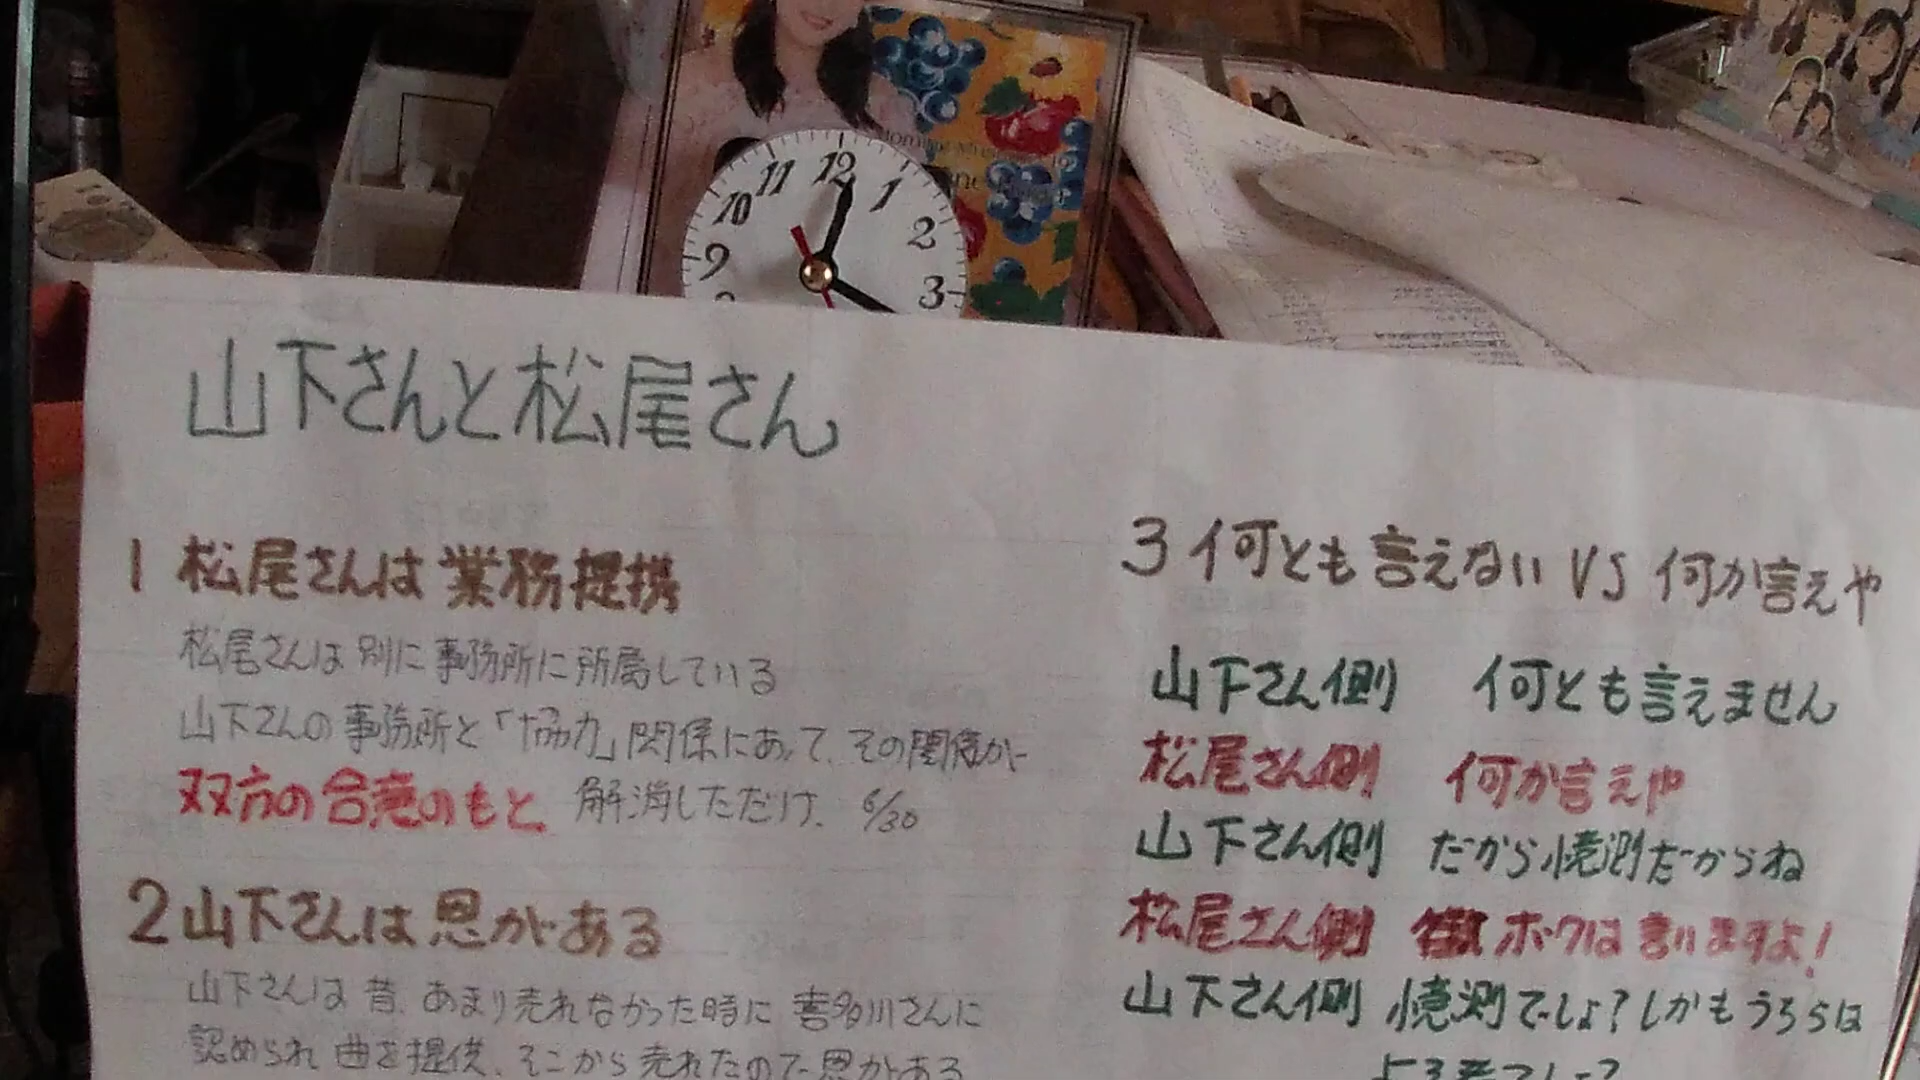 12
11
1
10
2
9
3
山下さんと松尾さん
1 松尾さんは業務提携
松尾さんは別に事務所に所属している
山下さんの事務所と「協力」関係にあって、その関係が
双方の合意のもと 解消しただけ、6/30
2 山下さんは恩がある
山下さんは昔、あまり売れなかった時に喜多川さんに
認められ曲を提供、そこから売れたので恩がある
3 何とも言えない VS 何か言えや
山下さん側 何とも言えません
松尾さん側 何か言えや
山下さん側 だから憶測だからね
松尾さん側 ボクは言いますよ!
山下さん側 憶測でしょ?しかもうちらは